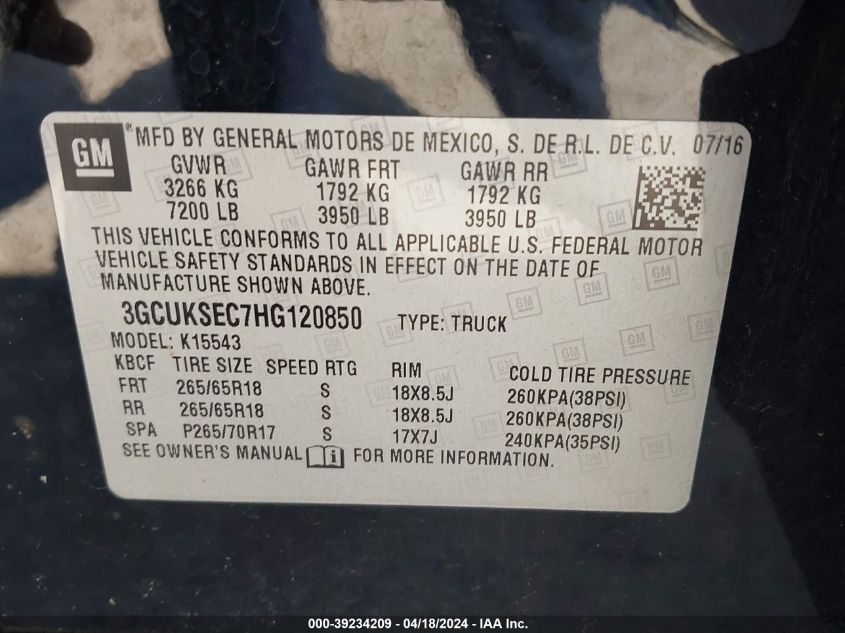 GM ® MFD BY GENERAL MOTORS DE MEXICO, S. DE R.L. DE C.V. 07/16
GVWR GAWR FRT GAWR RR
3266 KG 1792 KG 1792 KG
7200 LB 3950 LB 3950 LB
THIS VEHICLE CONFORMS TO ALL APPLICABLE U.S. FEDERAL MOTOR
VEHICLE SAFETY STANDARDS IN EFFECT ON THE DATE OF
MANUFACTURE SHOWN ABOVE.
3GCUKSEC7HG120850 TYPE: TRUCK
MODEL: K15543
KBCF TIRE SIZE SPEED RTG RIM COLD TIRE PRESSURE
FRT 265/65R18 S 18X8.5J 260KPA(38PSI)
RR 265/65R18 S 18X8.5J 260KPA(38PSI)
SPA P265/70R17 S 17X7J 240KPA(35PSI)
SEE OWNER'S MANUAL FOR MORE INFORMATION.
000-39234209 - 04/18/2024 - IAA Inc.